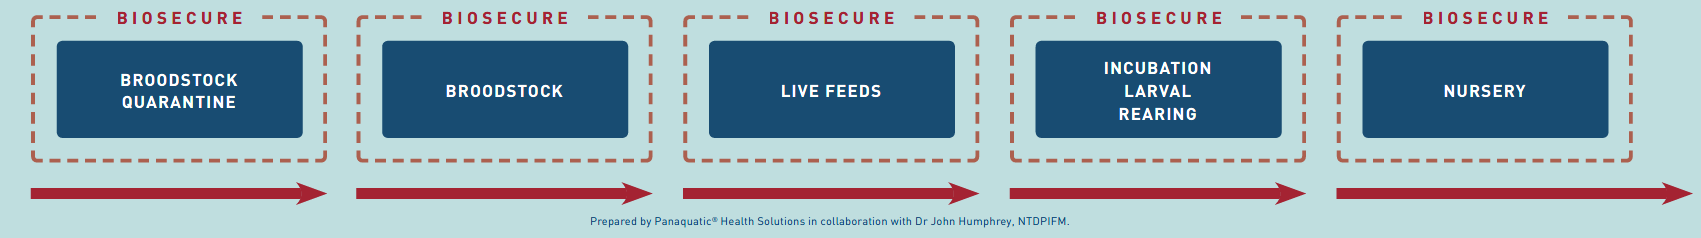 BIOSECURE
BROODSTOCK
QUARANTINE
BIOSECURE
BROODSTOCK
BIOSECURE
LIVE FEEDS
BIOSECURE
INCUBATION
LARVAL
REARING
BIOSECURE
NURSERY
Prepared by Panaquatic® Health Solutions in collaboration with Dr John Humphrey, NTDPIFM.